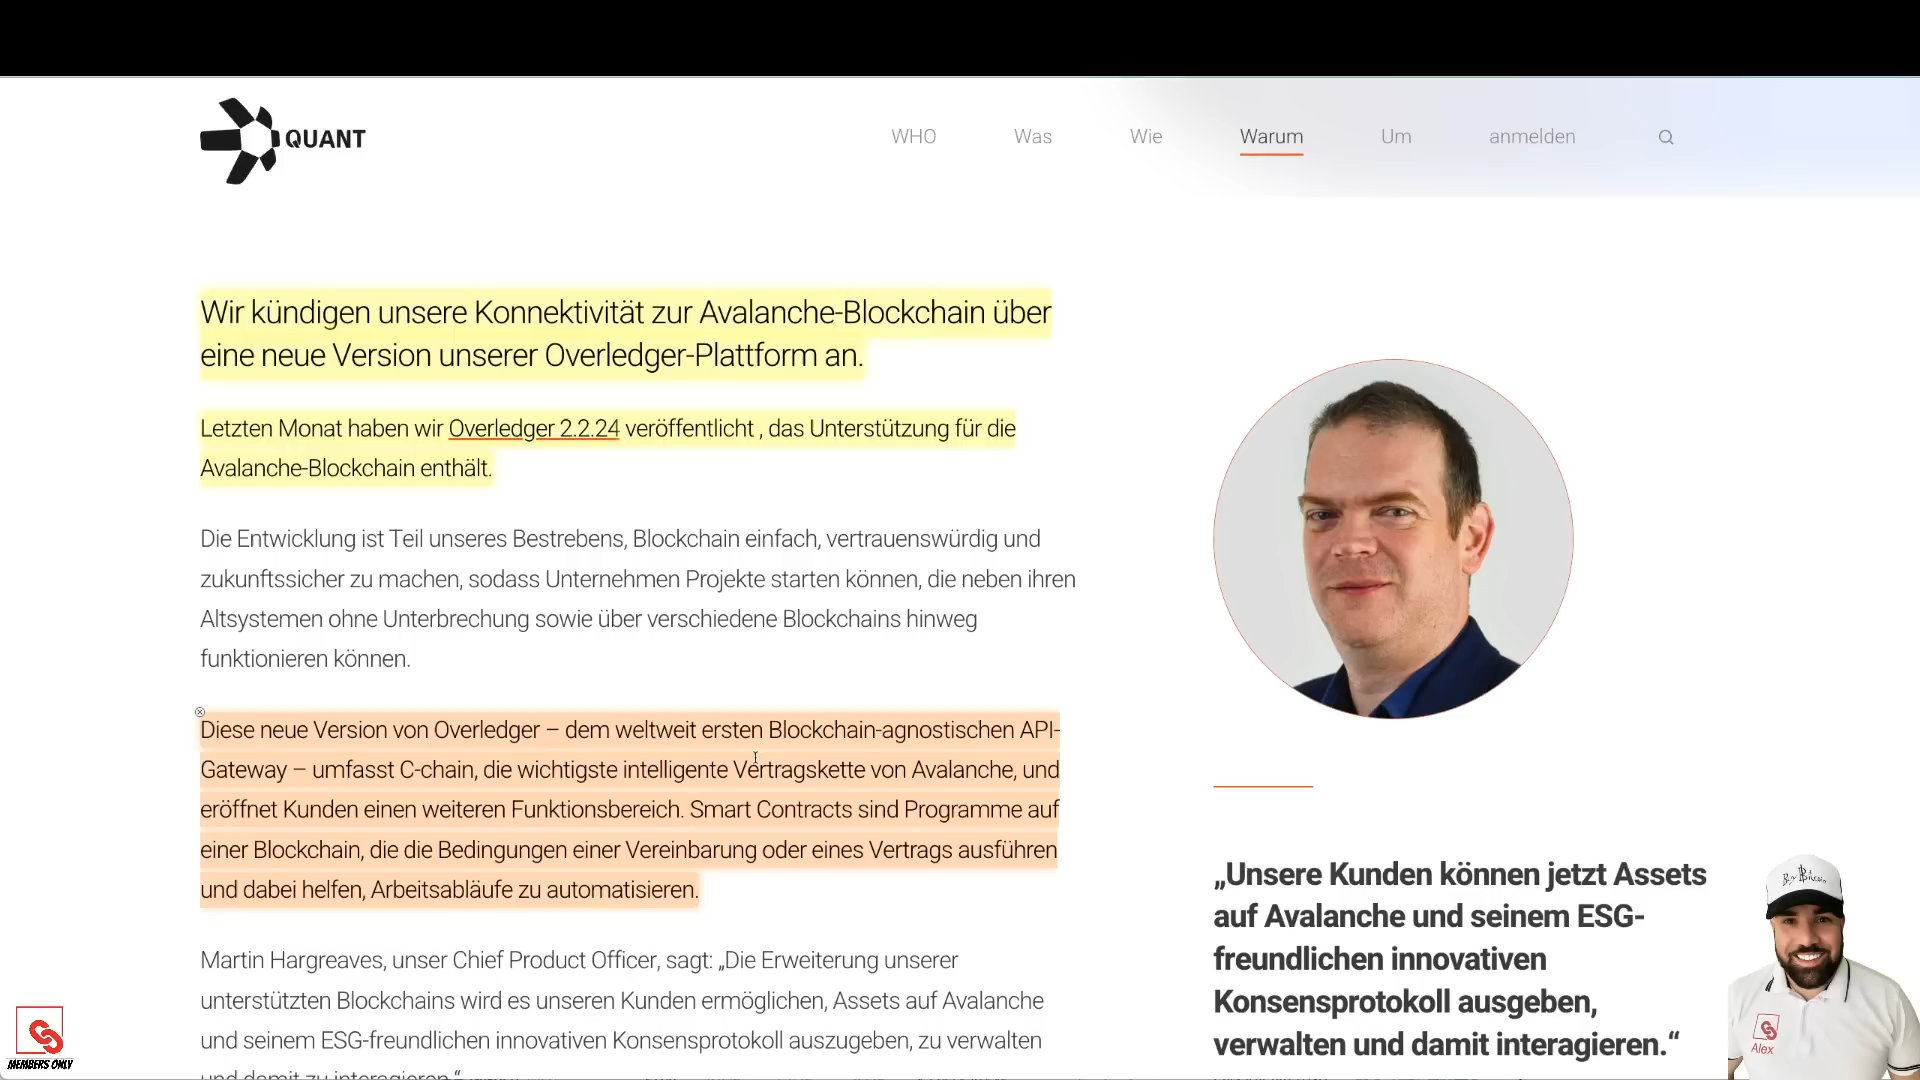 QUANT
WHO
Was
Wie
Warum
Um
anmelden
Wir kündigen unsere Konnektivität zur Avalanche-Blockchain über
eine neue Version unserer Overledger-Plattform an.
Letzten Monat haben wir Overledger 2.2.24 veröffentlicht , das Unterstützung für die
Avalanche-Blockchain enthält.
Die Entwicklung ist Teil unseres Bestrebens, Blockchain einfach, vertrauenswürdig und
zukunftssicher zu machen, sodass Unternehmen Projekte starten können, die neben ihren
Altsystemen ohne Unterbrechung sowie über verschiedene Blockchains hinweg
funktionieren können.
Diese neue Version von Overledger – dem weltweit ersten Blockchain-agnostischen API-
Gateway – umfasst C-chain, die wichtigste intelligente Vertragskette von Avalanche, und
eröffnet Kunden einen weiteren Funktionsbereich. Smart Contracts sind Programme auf
einer Blockchain, die die Bedingungen einer Vereinbarung oder eines Vertrags ausführen
und dabei helfen, Arbeitsabläufe zu automatisieren.
Martin Hargreaves, unser Chief Product Officer, sagt: „Die Erweiterung unserer
unterstützten Blockchains wird es unseren Kunden ermöglichen, Assets auf Avalanche
und seinem ESG-freundlichen innovativen Konsensprotokoll auszugeben, zu verwalten
und damit zu interagieren.“
„Unsere Kunden können jetzt Assets
auf Avalanche und seinem ESG-
freundlichen innovativen
Konsensprotokoll ausgeben,
verwalten und damit interagieren.“
Alex
MEMBERS ONLY